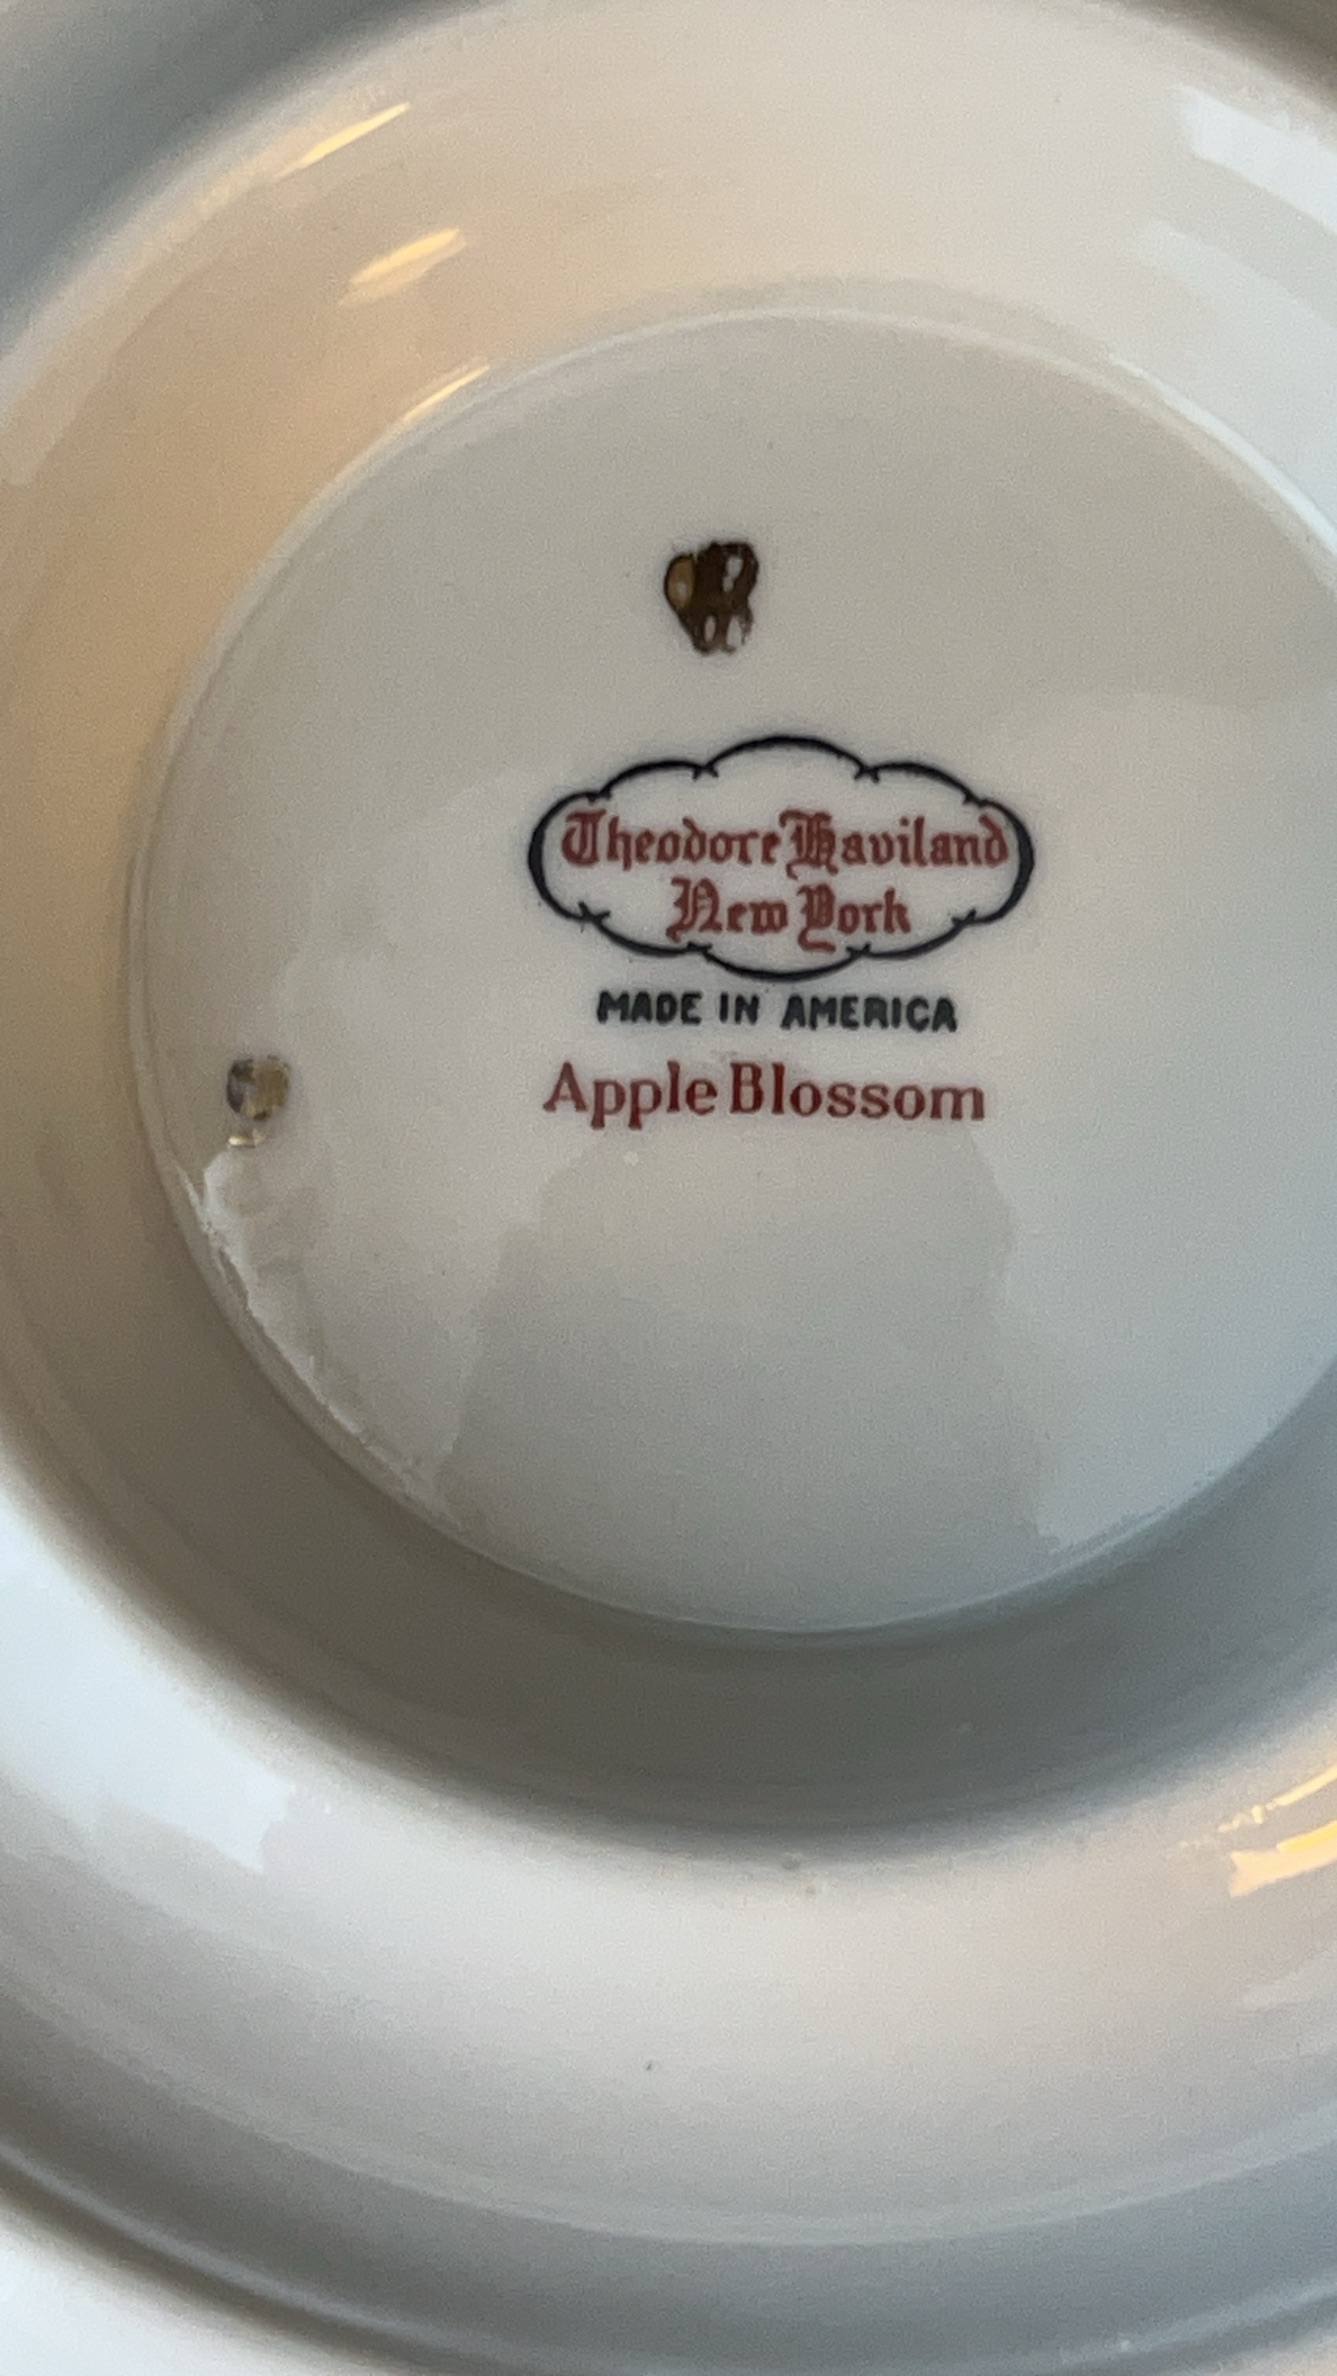 Theodore Haviland
New York
MADE IN AMERICA
Apple Blossom